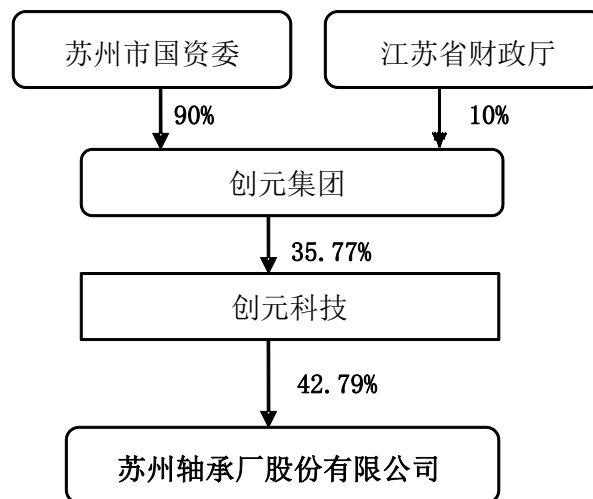 苏州市国资委
江苏省财政厅
90%
10%
创元集团
35.77%
创元科技
42.79%
苏州轴承厂股份有限公司